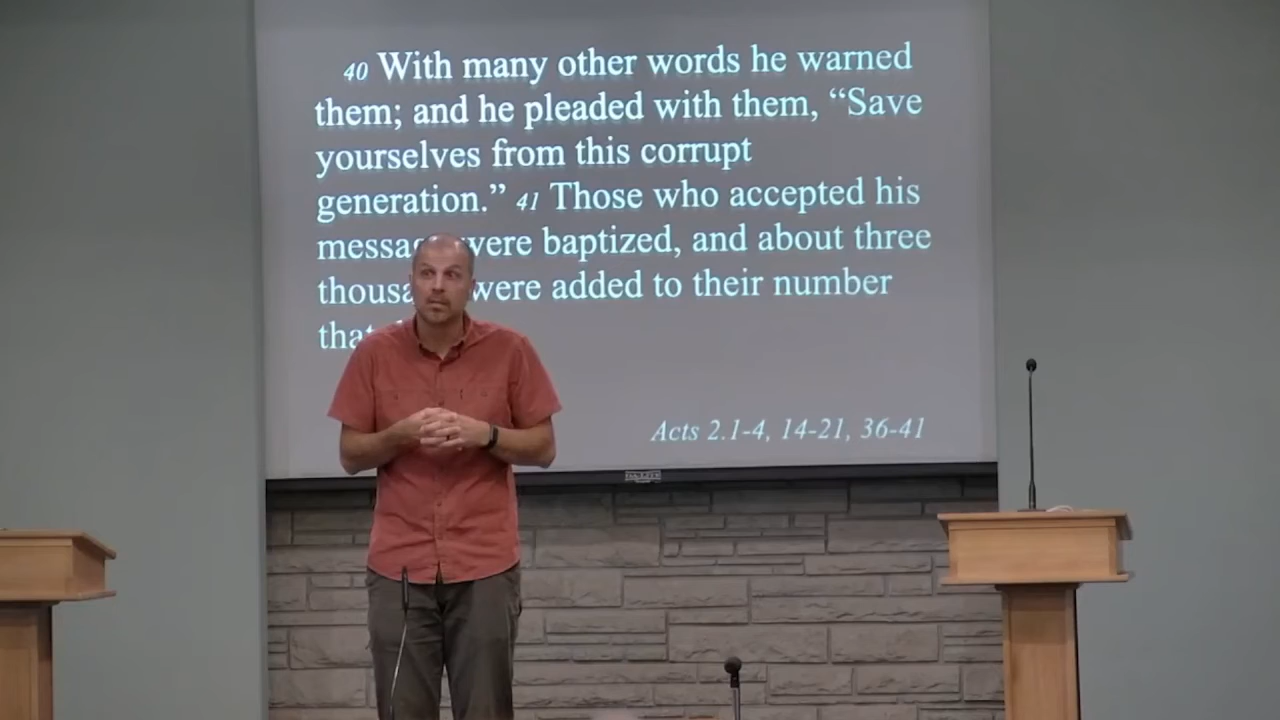 40 With many other words he warned
them; and he pleaded with them, “Save
yourselves from this corrupt
generation.” 41 Those who accepted his
were baptized, and about three
were added to their number
Acts 2.1-4, 14-21, 36-41
DA-LITE